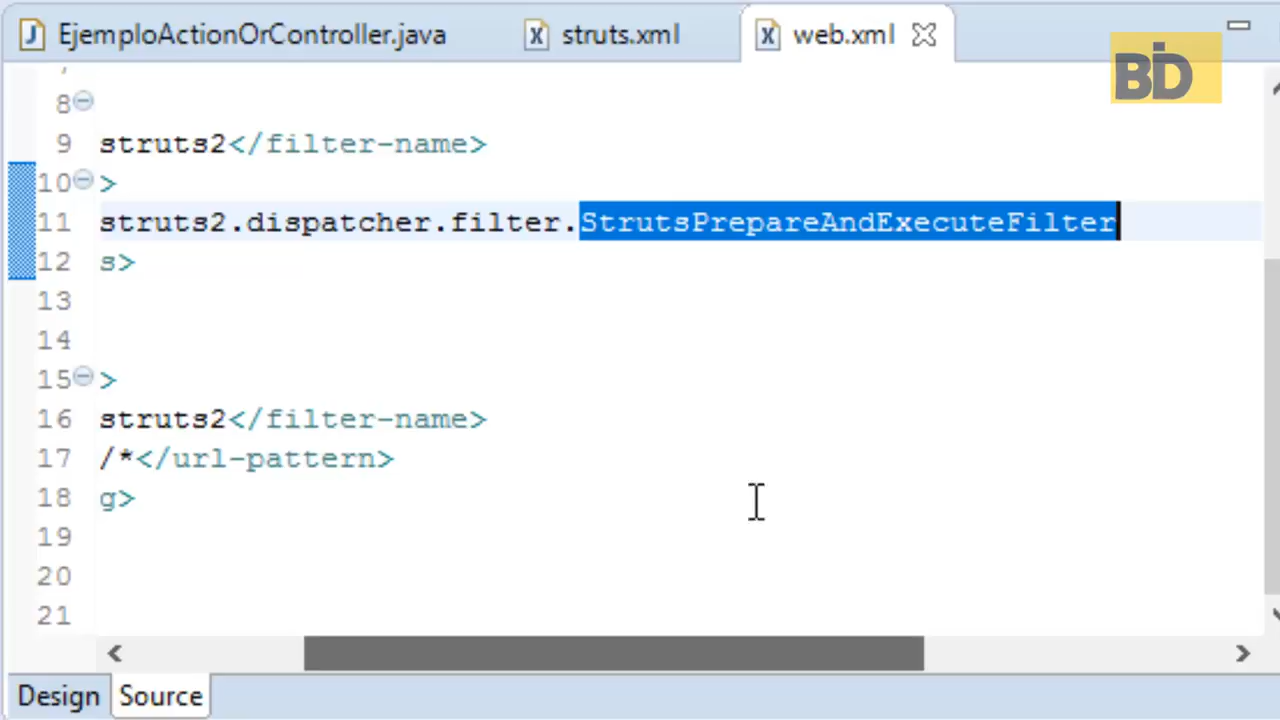 EjemploActionOrController.java struts.xml web.xml
BID
8
9 struts2</filter-name>
10 >
11 struts2.dispatcher.filter.StrutsPrepareAndExecuteFilter
12 s>
13
14
15 >
16 struts2</filter-name>
17 /*</url-pattern>
18 g>
19
20
21
Design Source